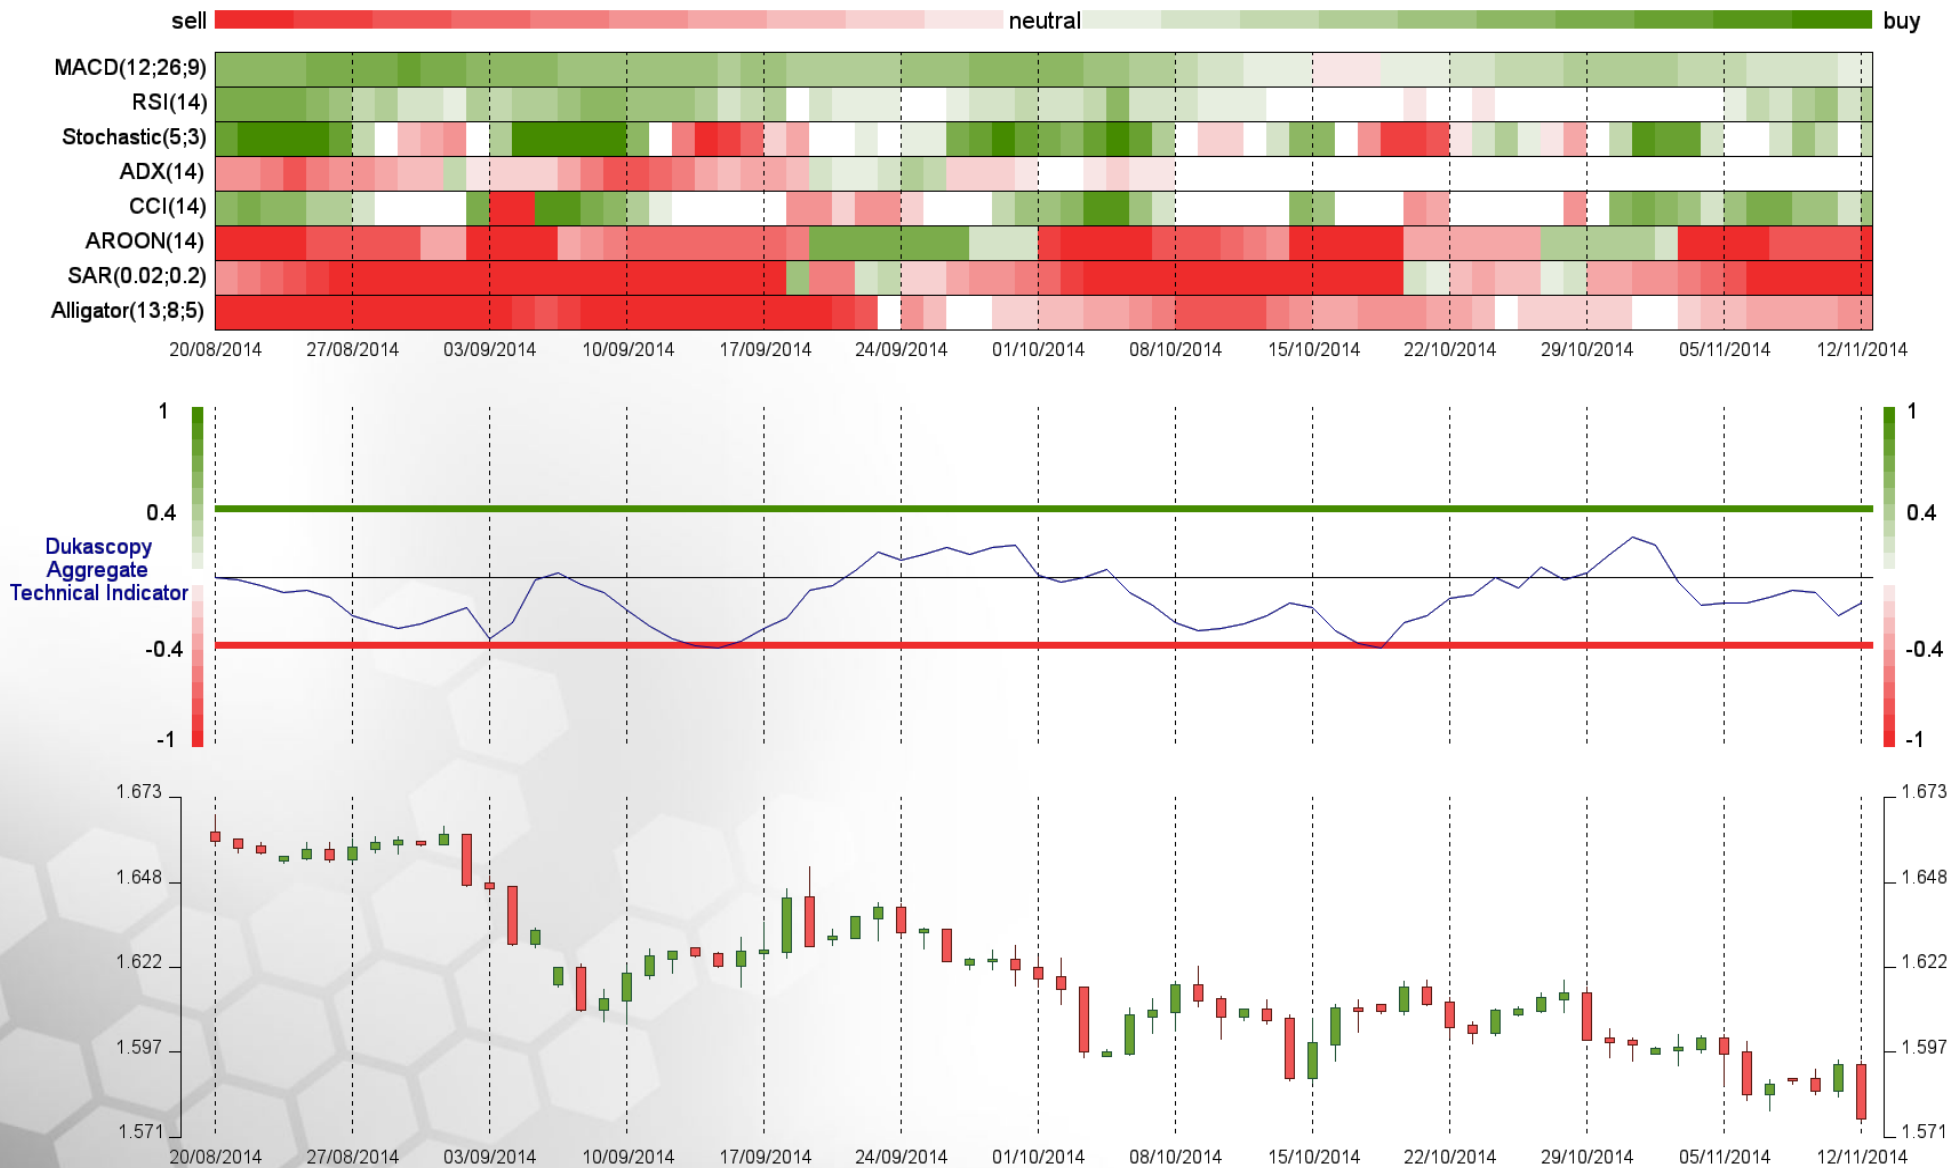 sell neutral buy
MACD(12;26;9)
RSI(14)
Stochastic(5;3)
ADX(14)
CCI(14)
AROON(14)
SAR(0.02;0.2)
Alligator(13;8;5)
20/08/2014 27/08/2014 03/09/2014 10/09/2014 17/09/2014 24/09/2014 01/10/2014 08/10/2014 15/10/2014 22/10/2014 29/10/2014 05/11/2014 12/11/2014
1 1
0.4 0.4
Dukascopy
Aggregate
Technical Indicator
-0.4 -0.4
-1 -1
1.673 1.673
1.648 1.648
1.622 1.622
1.597 1.597
1.571 1.571
20/08/2014 27/08/2014 03/09/2014 10/09/2014 17/09/2014 24/09/2014 01/10/2014 08/10/2014 15/10/2014 22/10/2014 29/10/2014 05/11/2014 12/11/2014